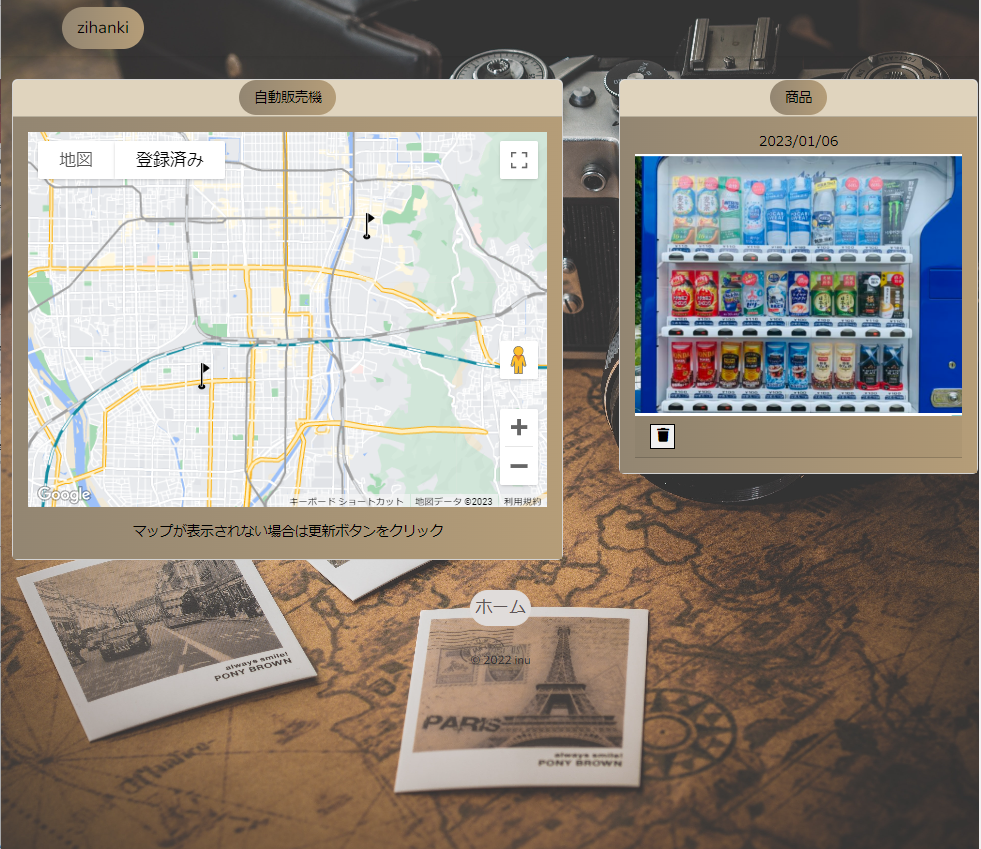 zihanki
自動販売機
地図
登録済み
Google
キーボード ショートカット
地図データ ©2023
利用規約
マップが表示されない場合は更新ボタンをクリック
商品
2023/01/06
ホーム
© 2022 inu
always smile!
PONY BROWN
PARIS
always smile!
PONY BROWN